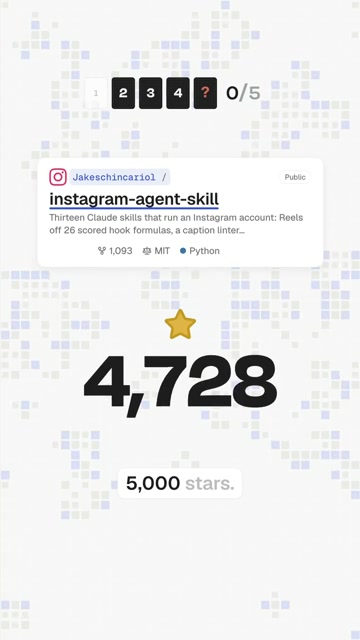 1 2 3 4 ? 0/5
Jakeschincariol /
Public
instagram-agent-skill
Thirteen Claude skills that run an Instagram account: Reels
off 26 scored hook formulas, a caption linter...
1,093 MIT Python
4,728
5,000 stars.